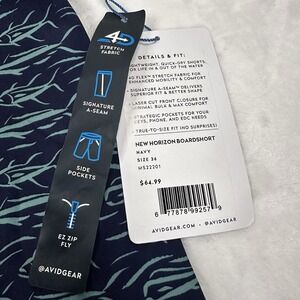 4D
STRETCH
FABRIC
SIGNATURE
A-SEAM
SIDE
POCKETS
EZ ZIP
FLY
@AVIDGEAR
DETAILS & FIT:
LIGHTWEIGHT, QUICK-DRY SHORTS,
FOR LIFE IN & OUT OF THE WATER
4D FLEX™ STRETCH FABRIC FOR
ENHANCED MOBILITY & COMFORT
SIGNATURE A-SEAM™ DELIVERS
SUPERIOR FIT & BETTER SHAPE
LASER CUT FRONT CLOSURE FOR
MINIMAL BULK & MAX COMFORT
STRATEGIC POCKETS FOR YOUR
KEYS, PHONE, AND EDC NEEDS
TRUE-TO-SIZE FIT (NO SURPRISES)
NEW HORIZON BOARDSHORT
NAVY
SIZE 36
MS22201
$64.99
6 77878 99257 9
AVIDGEAR.COM
@AVIDGEAR